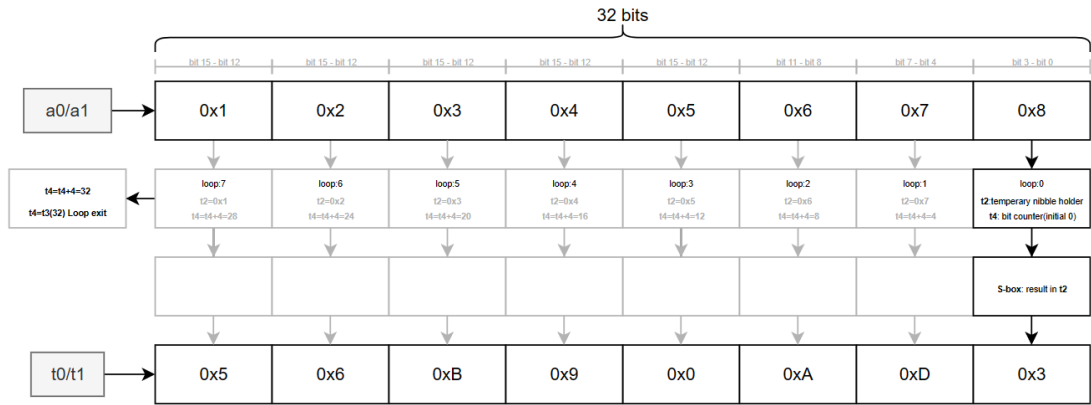 32 bits
bit 15 - bit 12 bit 15 - bit 12 bit 15 - bit 12 bit 15 - bit 12 bit 15 - bit 12 bit 11 - bit 8 bit 7 - bit 4 bit 3 - bit 0
a0/a1 0x1 0x2 0x3 0x4 0x5 0x6 0x7 0x8
loop:7 loop:6 loop:5 loop:4 loop:3 loop:2 loop:1 loop:0
t4=t4+4=32 t2=0x1 t2=0x2 t2=0x3 t2=0x4 t2=0x5 t2=0x6 t2=0x7 t2:temperary nibble holder
t4=t3(32) Loop exit t4=t4+4=28 t4=t4+4=24 t4=t4+4=20 t4=t4+4=16 t4=t4+4=12 t4=t4+4=8 t4=t4+4=4 t4: bit counter(initial 0)
S-box: result in t2
t0/t1 0x5 0x6 0xB 0x9 0x0 0xA 0xD 0x3